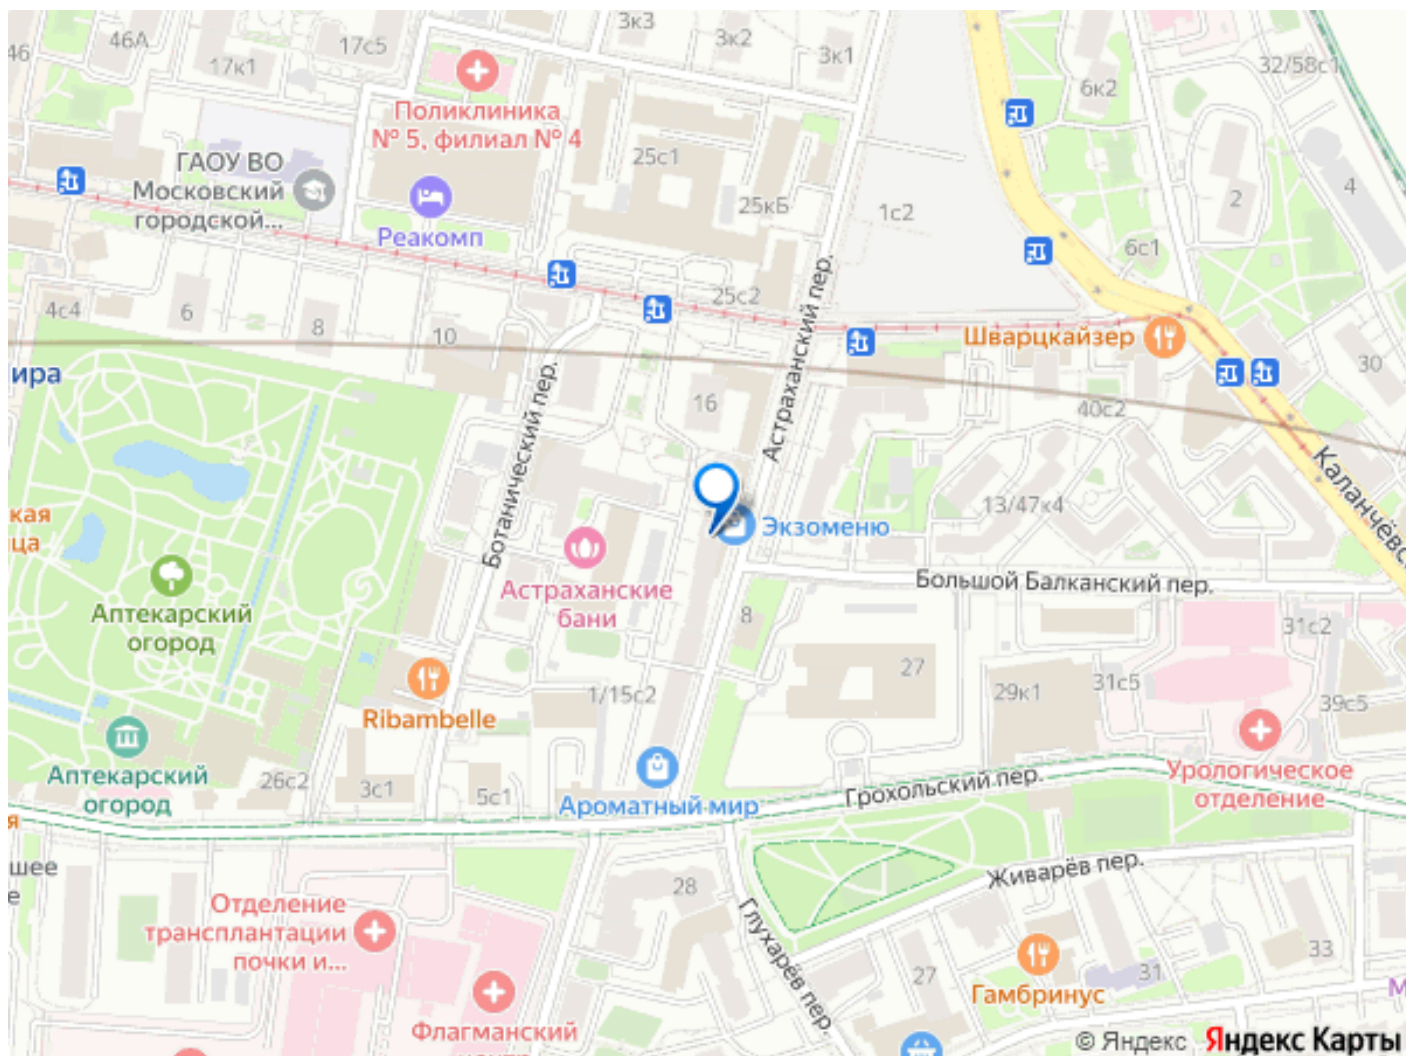 3к3
3к2
3к1
46
46А
17с5
17к1
32/58с1
6к2
Поликлиника
№ 5, филиал № 4
25с1
ГАОУ ВО
Московский
городской...
4
2
25кБ
1с2
Реакомп
6с1
25с2
4с4
6
8
10
Шварцкайзер
30
ира
Астраханский пер.
Ботанический пер.
16
40с2
Каланчёвс
13/47к4
кая
ца
Экзоменю
Большой Балканский пер.
Астраханские
бани
Аптекарский
огород
8
31с2
27
1/15с2
29к1
31с5
39с5
Ribambelle
Аптекарский
огород
26с2
3с1
5с1
Ароматный мир
Грохольский пер.
Урологическое
отделение
я
шее
е
28
Живарёв пер.
Глухарёв пер.
Отделение
трансплантации
почки и...
27
33
31
Гамбринус
М
Флагманский
центр
© Яндекс Яндекс Карты